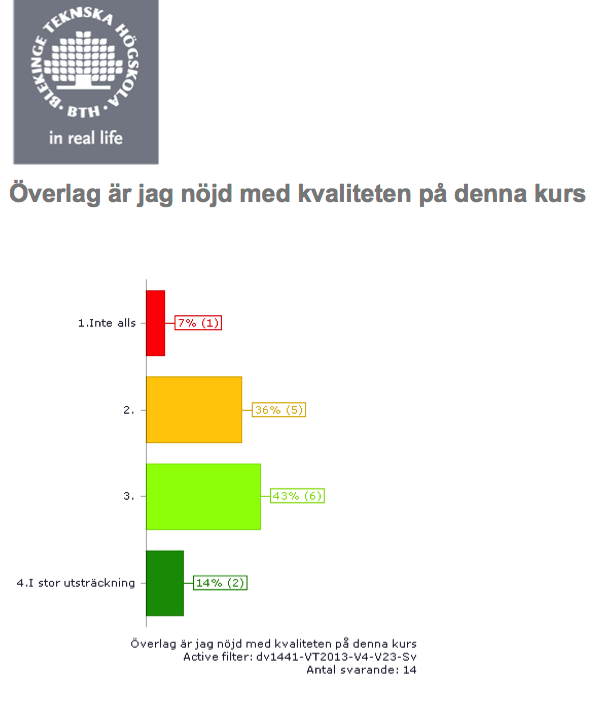 BLEKINGE TEKNSKA HÖGSKOLA · BTH ·
in real life
Överlag är jag nöjd med kvaliteten på denna kurs
1.Inte alls
7% (1)
2.
36% (5)
3.
43% (6)
4.I stor utsträckning
14% (2)
Överlag är jag nöjd med kvaliteten på denna kurs
Active filter: dv1441-VT2013-V4-V23-Sv
Antal svarande: 14